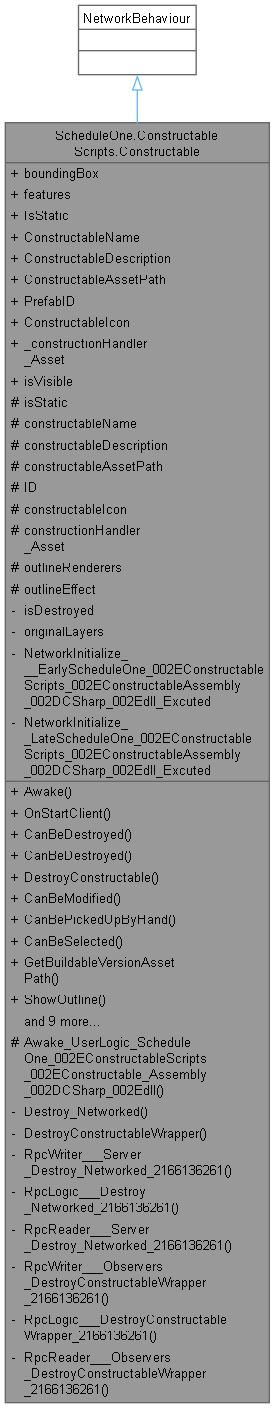 NetworkBehaviour
ScheduleOne.Constructable
Scripts.Constructable
+ boundingBox
+ features
+ IsStatic
+ ConstructableName
+ ConstructableDescription
+ ConstructableAssetPath
+ PrefabID
+ ConstructableIcon
+ _constructionHandler
_Asset
+ isVisible
# isStatic
# constructableName
# constructableDescription
# constructableAssetPath
# ID
# constructableIcon
# constructionHandler
_Asset
# outlineRenderers
# outlineEffect
- isDestroyed
- originalLayers
- NetworkInitialize_
__EarlyScheduleOne_002EConstructable
Scripts_002EConstructableAssembly
_002DCSharp_002Edll_Excuted
- NetworkInitialize_
_LateScheduleOne_002EConstructable
Scripts_002EConstructableAssembly
_002DCSharp_002Edll_Excuted
+ Awake()
+ OnStartClient()
+ CanBeDestroyed()
+ CanBeDestroyed()
+ DestroyConstructable()
+ CanBeModified()
+ CanBePickedUpByHand()
+ CanBeSelected()
+ GetBuildableVersionAsset
Path()
+ ShowOutline()
and 9 more...
# Awake_UserLogic_Schedule
One_002EConstructableScripts
_002EConstructable_Assembly
_002DCSharp_002Edll()
- Destroy_Networked()
- DestroyConstructableWrapper()
- RpcWriter___Server
_Destroy_Networked_2166136261()
- RpcLogic___Destroy
_Networked_2166136261()
- RpcReader___Server
_Destroy_Networked_2166136261()
- RpcWriter___Observers
_DestroyConstructableWrapper
_2166136261()
- RpcLogic___DestroyConstructable
Wrapper_2166136261()
- RpcReader___Observers
_DestroyConstructableWrapper
_2166136261()